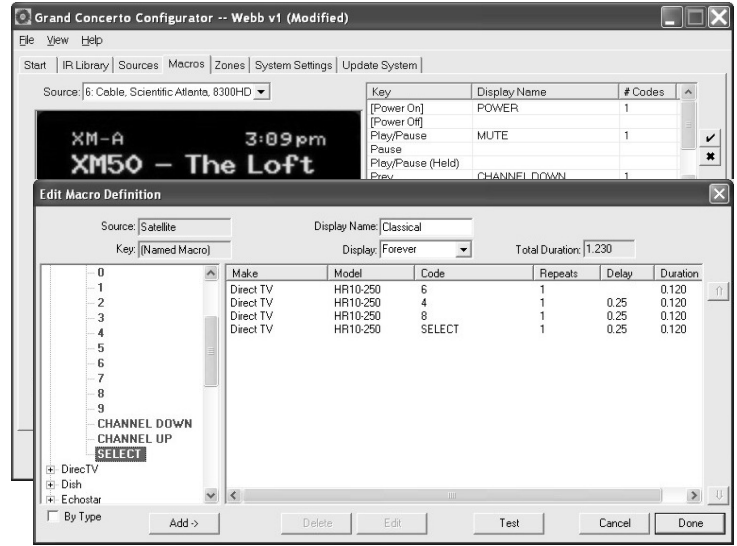 Grand Concerto Configurator -- Webb v1 (Modified)
File View Help
Start IR Library Sources Macros Zones System Settings Update System
Source: 6: Cable, Scientific Atlanta, 8300HD
Key Display Name # Codes
[Power On] POWER 1
[Power Off]
Play/Pause MUTE 1
Pause
Play/Pause (Held)
Prev CHANNEL DOWN 1
XM-A 3:09pm
XM50 – The Loft
Edit Macro Definition
Source: Satellite Display Name: Classical
Key: (Named Macro) Display: Forever Total Duration: 1.230
Make Model Code Repeats Delay Duration
Direct TV HR10-250 6 1 0.120
Direct TV HR10-250 4 1 0.25 0.120
Direct TV HR10-250 8 1 0.25 0.120
Direct TV HR10-250 SELECT 1 0.25 0.120
0
1
2
3
4
5
6
7
8
9
CHANNEL DOWN
CHANNEL UP
SELECT
DirecTV
Dish
Echostar
By Type Add -> Delete Edit Test Cancel Done